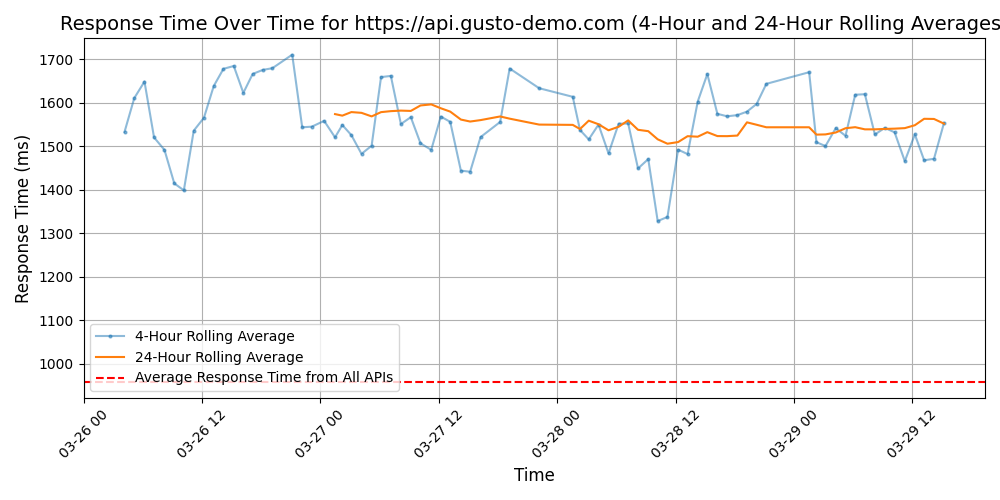 Response Time Over Time for https://api.gusto-demo.com (4-Hour and 24-Hour Rolling Averages
Response Time (ms)
1700
1600
1500
1400
1300
1200
1100
1000
4-Hour Rolling Average
24-Hour Rolling Average
Average Response Time from All APIs
03-26 00
03-26 12
03-27 00
03-27 12
03-28 00
03-28 12
03-29 00
03-29 12
Time